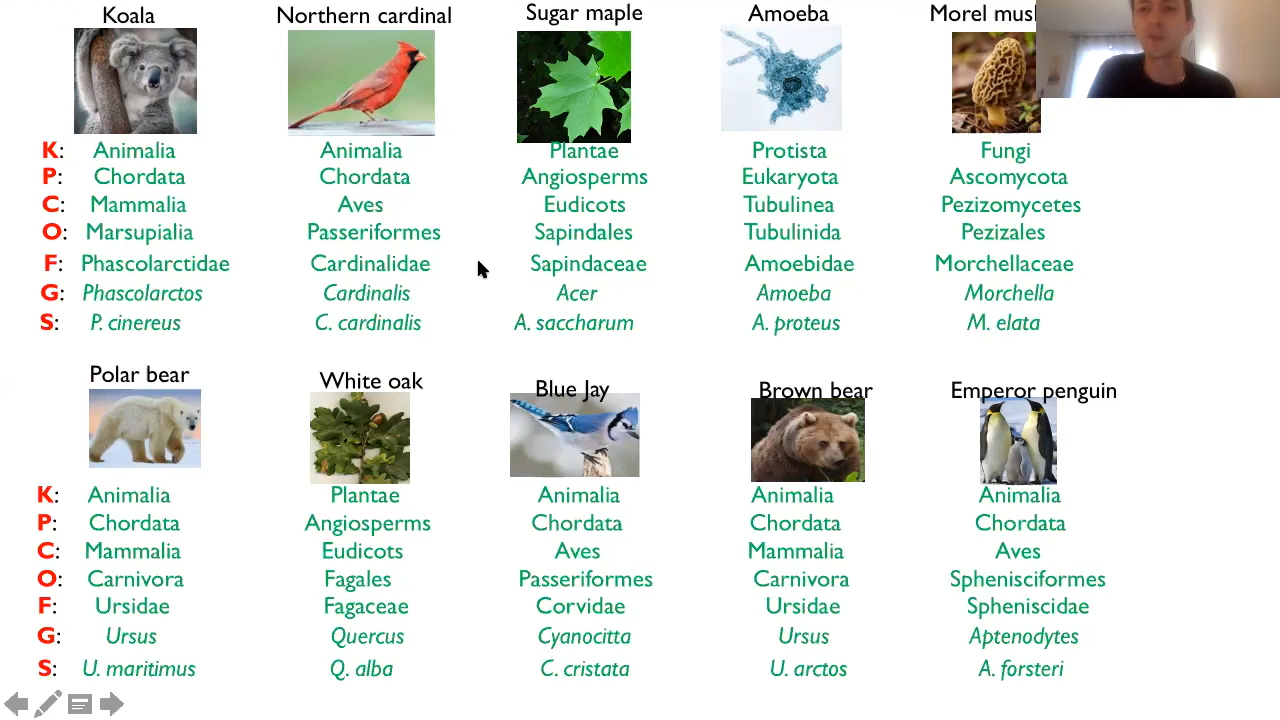 Koala Northern cardinal Sugar maple Amoeba Morel
K: Animalia Animalia Plantae Protista Fungi
P: Chordata Chordata Angiosperms Eukaryota Ascomycota
C: Mammalia Aves Eudicots Tubulinea Pezizomycetes
O: Marsupialia Passeriformes Sapindales Tubulinida Pezizales
F: Phascolarctidae Cardinalidae Sapindaceae Amoebidae Morchellaceae
G: Phascolarctos Cardinalis Acer Amoeba Morchella
S: P. cinereus C. cardinalis A. saccharum A. proteus M. elata
Polar bear White oak Blue Jay Brown bear Emperor penguin
K: Animalia Plantae Animalia Animalia Animalia
P: Chordata Angiosperms Chordata Chordata Chordata
C: Mammalia Eudicots Aves Mammalia Aves
O: Carnivora Fagales Passeriformes Carnivora Sphenisciformes
F: Ursidae Fagaceae Corvidae Ursidae Spheniscidae
G: Ursus Quercus Cyanocitta Ursus Aptenodytes
S: U. maritimus Q. alba C. cristata U. arctos A. forsteri